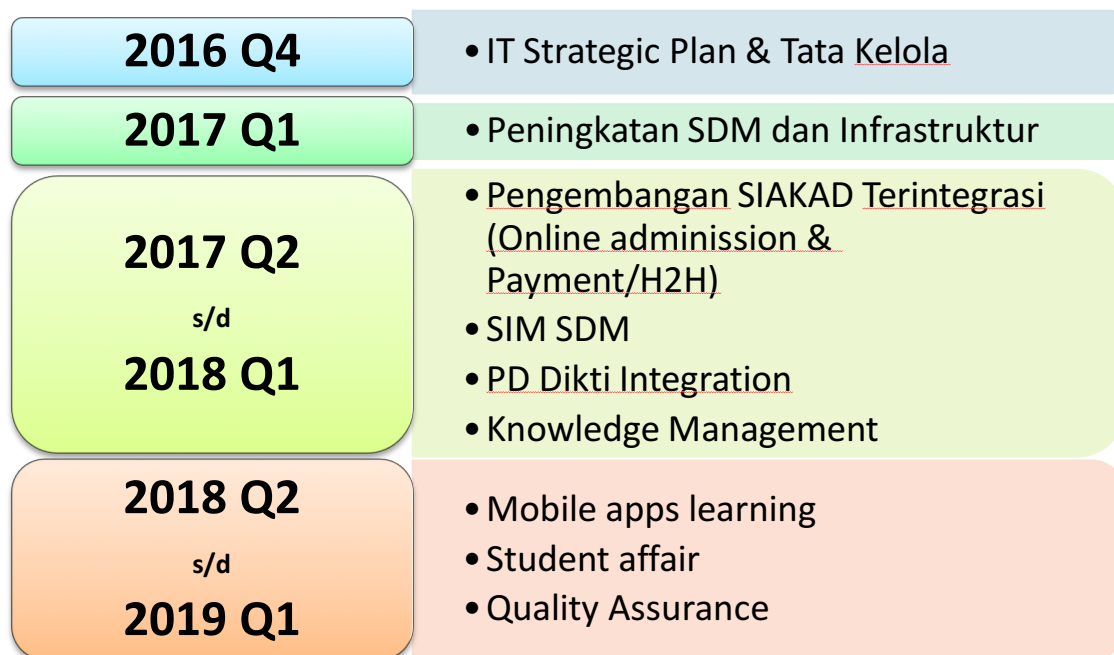 2016 Q4
• IT Strategic Plan & Tata Kelola
2017 Q1
• Peningkatan SDM dan Infrastruktur
2017 Q2
s/d
2018 Q1
• Pengembangan SIAKAD Terintegrasi
(Online adminission &
Payment/H2H)
• SIM SDM
• PD Dikti Integration
• Knowledge Management
2018 Q2
s/d
2019 Q1
• Mobile apps learning
• Student affair
• Quality Assurance